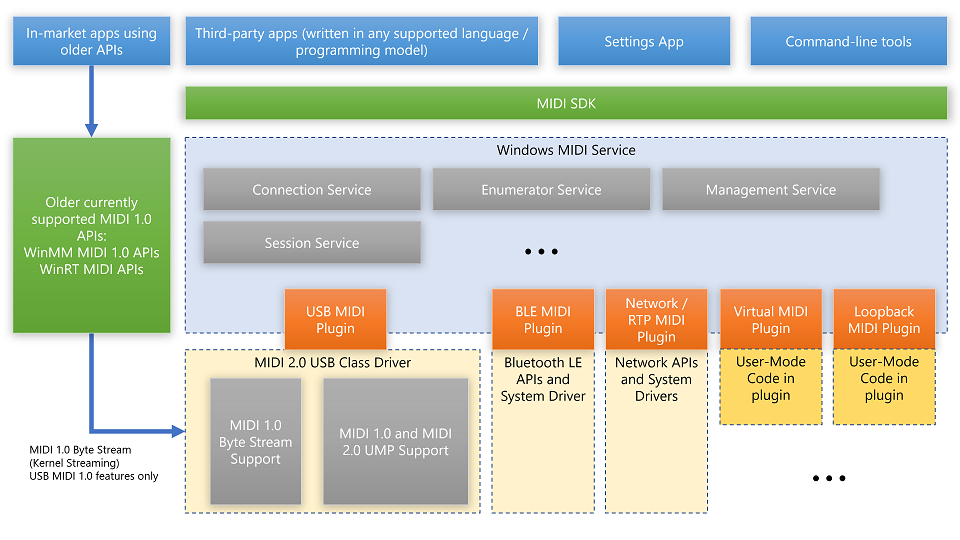 In-market apps using
older APIs
Third-party apps (written in any supported language /
programming model)
Settings App
Command-line tools
MIDI SDK
Older currently
supported MIDI 1.0
APIs:
WinMM MIDI 1.0 APIs
WinRT MIDI APIs
Windows MIDI Service
Connection Service
Enumerator Service
Management Service
Session Service
...
USB MIDI
Plugin
BLE MIDI
Plugin
Network /
RTP MIDI
Plugin
Virtual MIDI
Plugin
Loopback
MIDI Plugin
MIDI 2.0 USB Class Driver
MIDI 1.0
Byte Stream
Support
MIDI 1.0 and MIDI
2.0 UMP Support
Bluetooth LE
APIs and
System Driver
Network APIs
and System
Drivers
User-Mode
Code in
plugin
User-Mode
Code in
plugin
MIDI 1.0 Byte Stream
(Kernel Streaming)
USB MIDI 1.0 features only
...